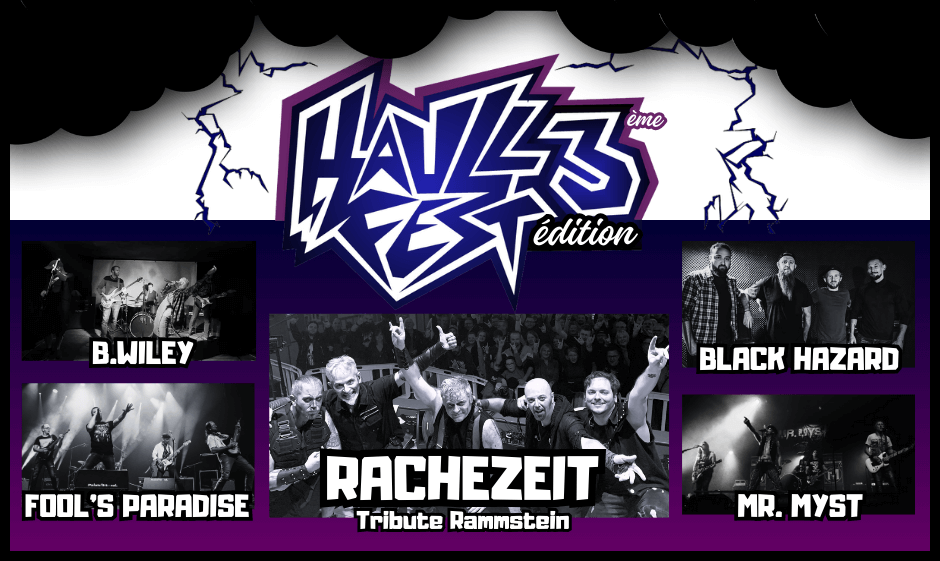 HAULL'S 3ème
FEST édition
B.WILEY
BLACK HAZARD
RACHEZEIT
Tribute Rammstein
FOOL'S PARADISE
MR. MYST